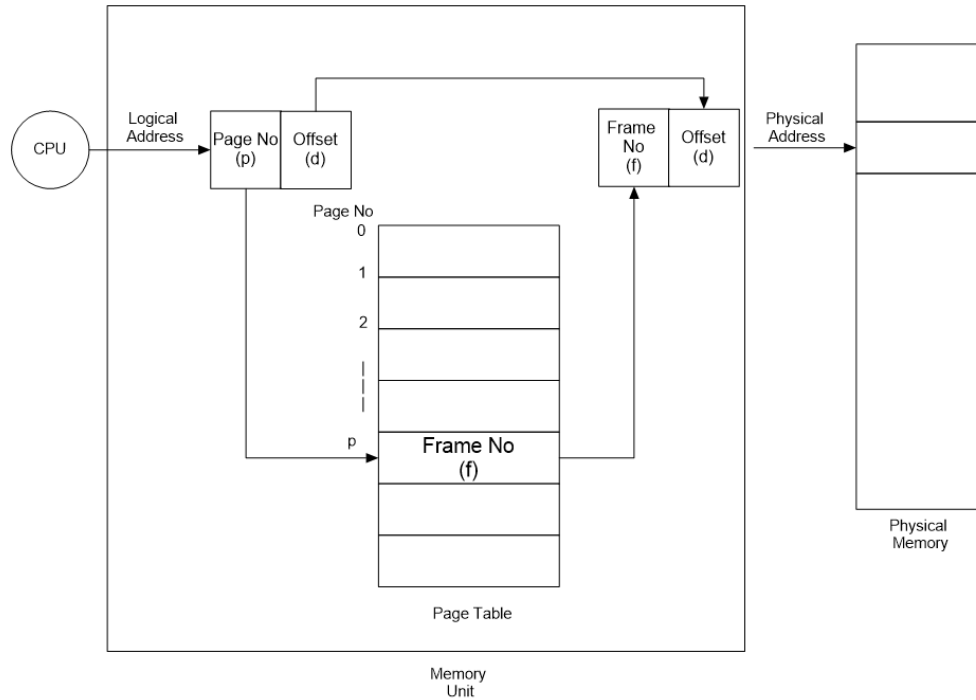 CPU
Logical
Address
Page No
(p)
Offset
(d)
Frame
No
(f)
Offset
(d)
Physical
Address
Page No
0
1
2
p
Frame No
(f)
Page Table
Physical
Memory
Memory
Unit